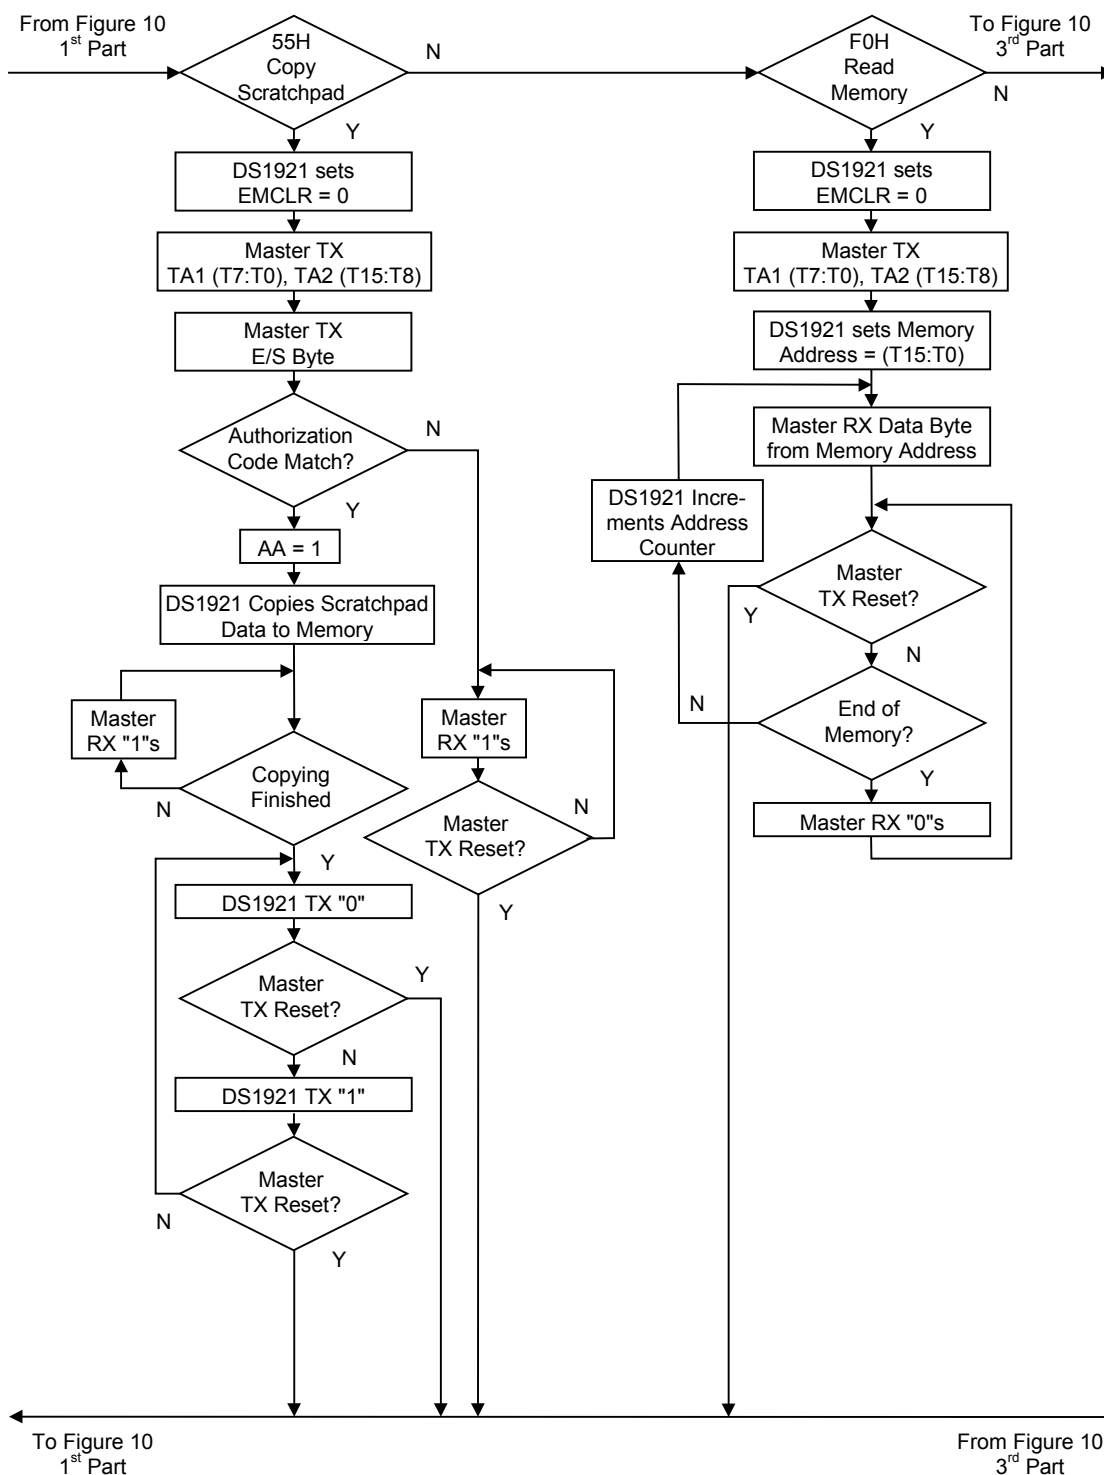 From Figure 10
1st Part
55H
Copy
Scratchpad
N
Y
DS1921 sets
EMCLR = 0
Master TX
TA1 (T7:T0), TA2 (T15:T8)
Master TX
E/S Byte
Authorization
Code Match?
N
Y
AA = 1
DS1921 Copies Scratchpad
Data to Memory
Master
RX "1"s
Copying
Finished
N
Y
DS1921 TX "0"
Master
TX Reset?
Y
N
DS1921 TX "1"
Master
TX Reset?
N
Y
Master
RX "1"s
Master
TX Reset?
N
Y
F0H
Read
Memory
To Figure 10
3rd Part
N
Y
DS1921 sets
EMCLR = 0
Master TX
TA1 (T7:T0), TA2 (T15:T8)
DS1921 sets Memory
Address = (T15:T0)
Master RX Data Byte
from Memory Address
DS1921 Incre-
ments Address
Counter
Master
TX Reset?
Y
N
End of
Memory?
N
Y
Master RX "0"s
To Figure 10
1st Part
From Figure 10
3rd Part